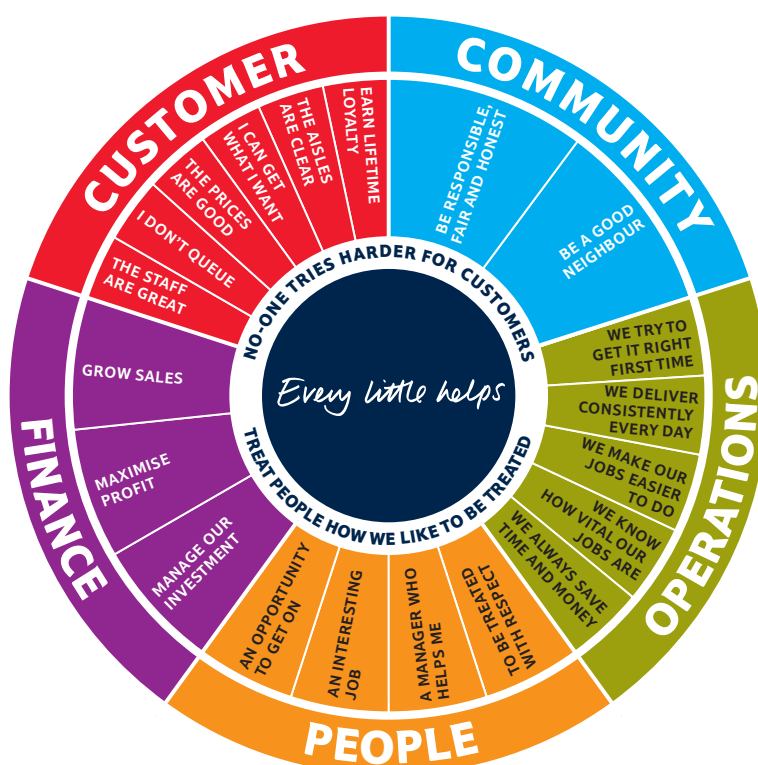 CUSTOMER
EARN LIFETIME
LOYALTY
THE AISLES
ARE CLEAR
I CAN GET
WHAT I WANT
THE PRICES
ARE GOOD
I DON'T QUEUE
THE STAFF
ARE GREAT
COMMUNITY
BE RESPONSIBLE,
FAIR AND HONEST
BE A GOOD
NEIGHBOUR
OPERATIONS
WE TRY TO
GET IT RIGHT
FIRST TIME
WE DELIVER
CONSISTENTLY
EVERY DAY
WE MAKE OUR
JOBS EASIER
TO DO
WE KNOW
HOW VITAL OUR
JOBS ARE
WE ALWAYS SAVE
TIME AND MONEY
PEOPLE
TO BE TREATED
WITH RESPECT
A MANAGER WHO
HELPS ME
AN INTERESTING
JOB
AN OPPORTUNITY
TO GET ON
FINANCE
MANAGE OUR
INVESTMENT
MAXIMISE
PROFIT
GROW SALES
NO-ONE TRIES HARDER FOR CUSTOMERS
Every little helps
TREAT PEOPLE HOW WE LIKE TO BE TREATED